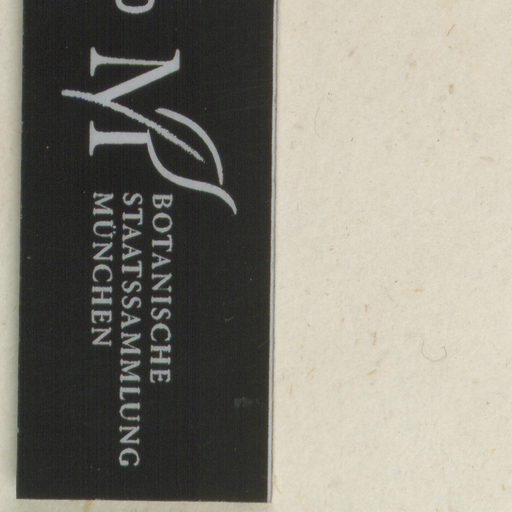 M
BOTANISCHE
STAATSSAMMLUNG
MÜNCHEN